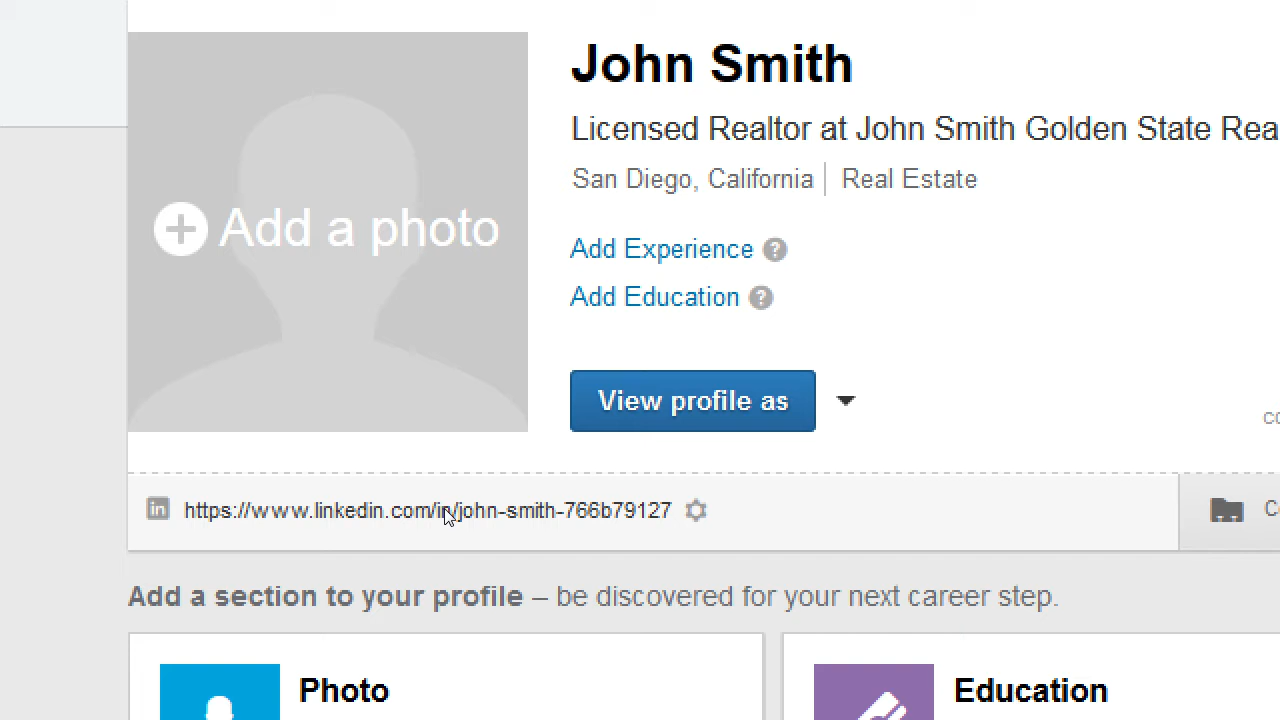 John Smith
Licensed Realtor at John Smith Golden State
San Diego, California | Real Estate
Add a photo
Add Experience ?
Add Education ?
View profile as
in https://www.linkedin.com/in/john-smith-766b79127
Add a section to your profile – be discovered for your next career step.
Photo
Education